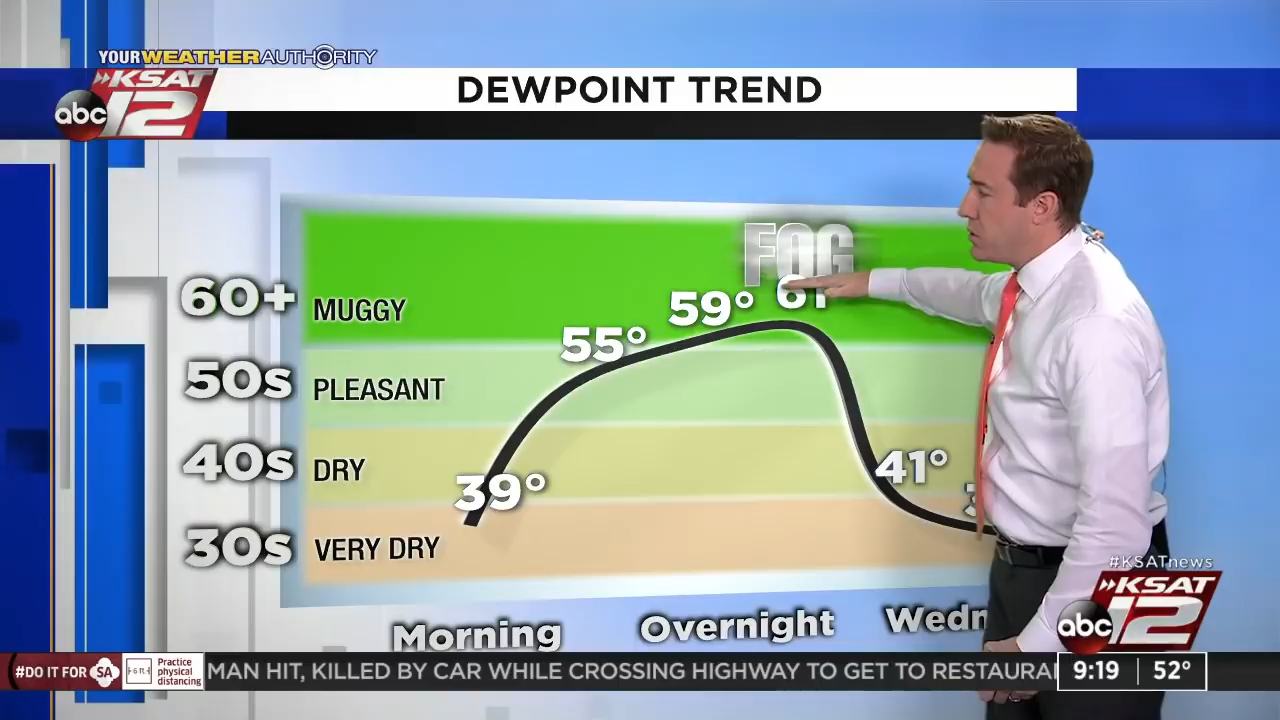 YOUR WEATHER AUTHORITY
KSAT
abc 12
DEWPOINT TREND
FOG
60+ MUGGY
59°
55°
50s PLEASANT
40s DRY
41°
39°
30s VERY DRY
#KSATnews
KSAT
abc 12
Morning
Overnight
#DO IT FOR SA
6 ft
Practice
physical
distancing
MAN HIT, KILLED BY CAR WHILE CROSSING HIGHWAY TO GET TO
9:19
52°